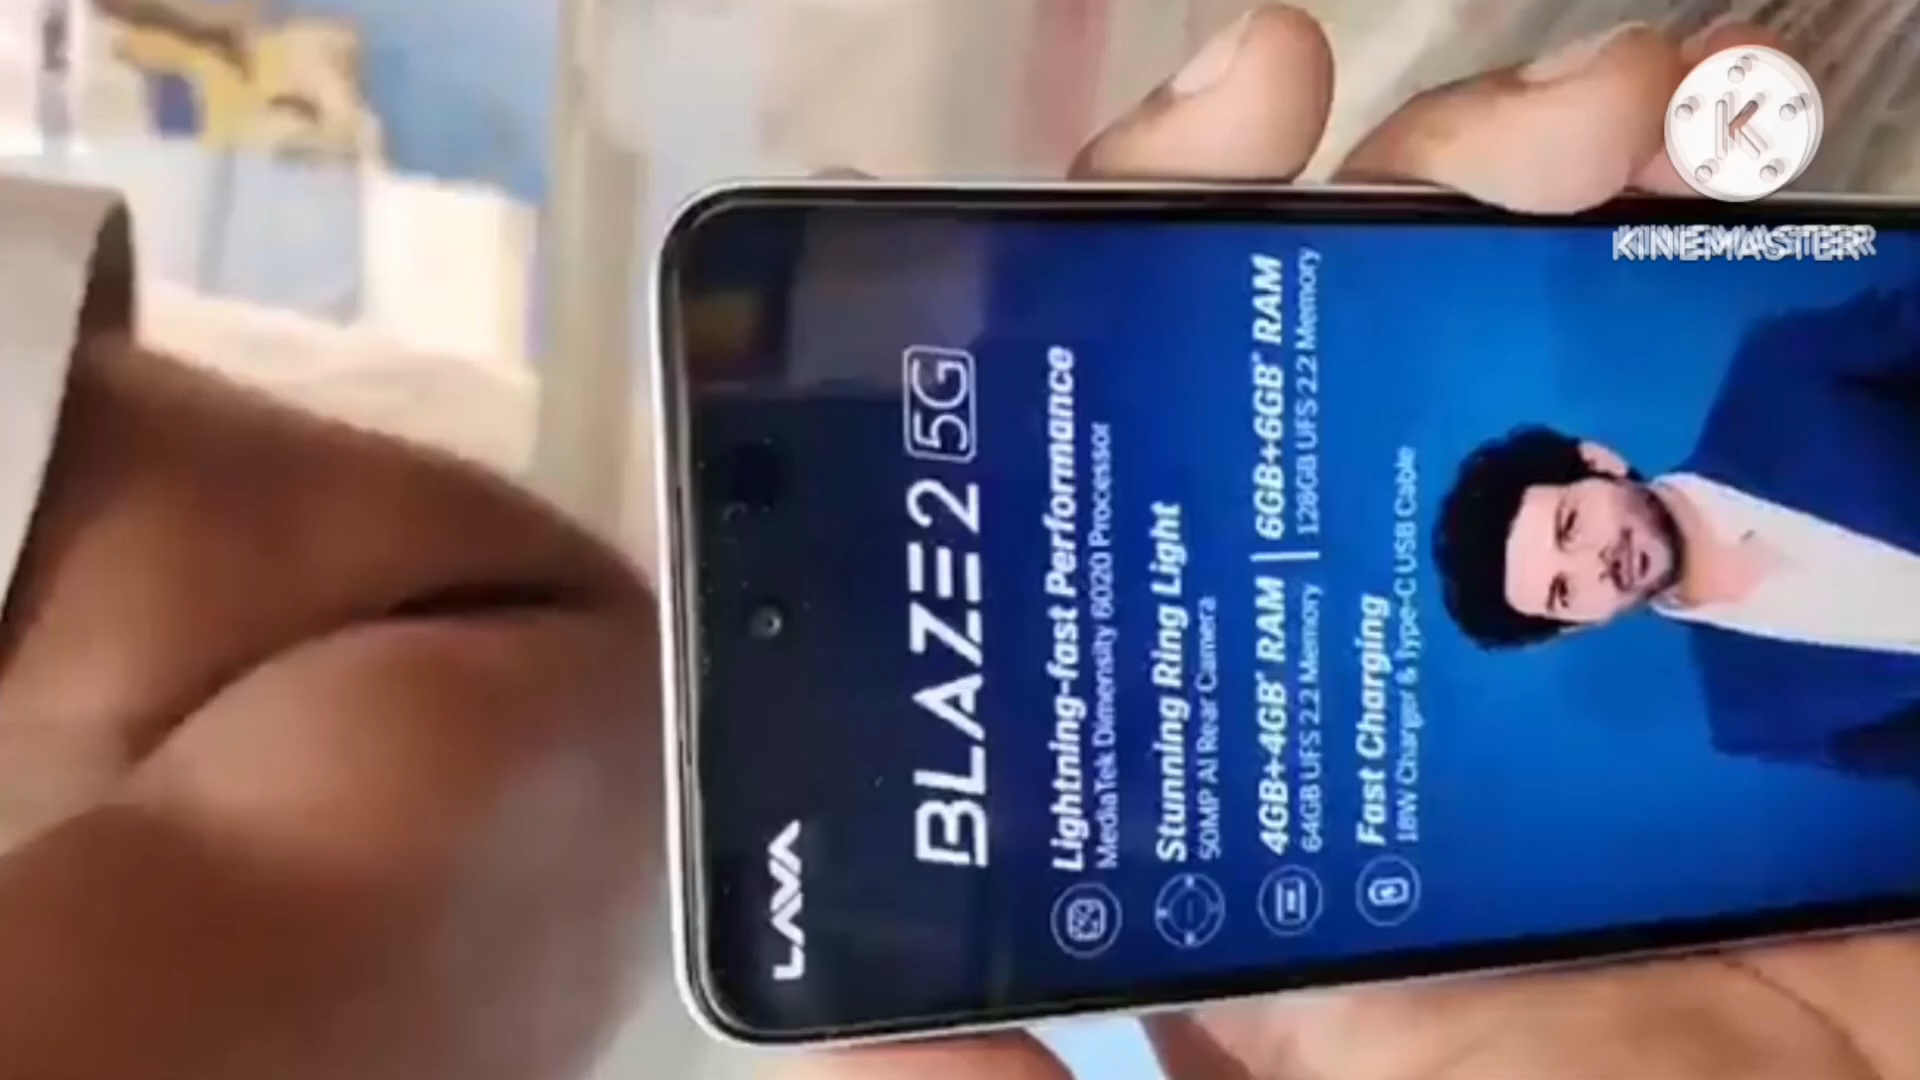 LAVA
BLAZE 2 5G
Lightning-fast Performance
MediaTek Dimensity 6020 Processor
Stunning Ring Light
50MP AI Rear Camera
4GB+4GB* RAM | 6GB+6GB* RAM
64GB UFS 2.2 Memory | 128GB UFS 2.2 Memory
Fast Charging
18W Charger & Type-C USB Cable
K
KINEMASTER